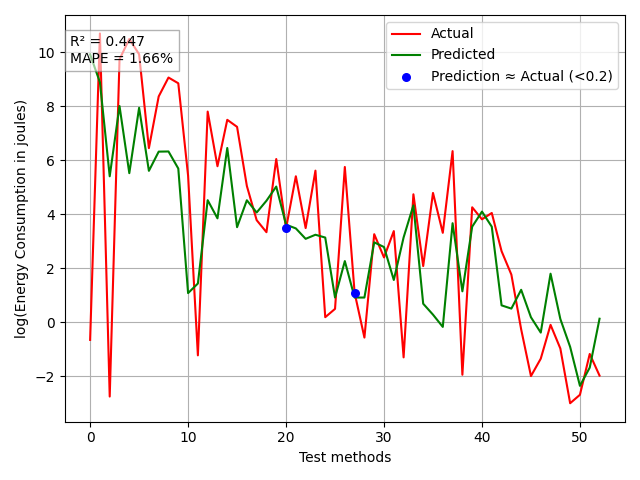 R² = 0.447
MAPE = 1.66%
Actual
Predicted
Prediction ≈ Actual (<0.2)
log(Energy Consumption in joules)
10
8
6
4
2
0
−2
0
10
20
30
40
50
Test methods